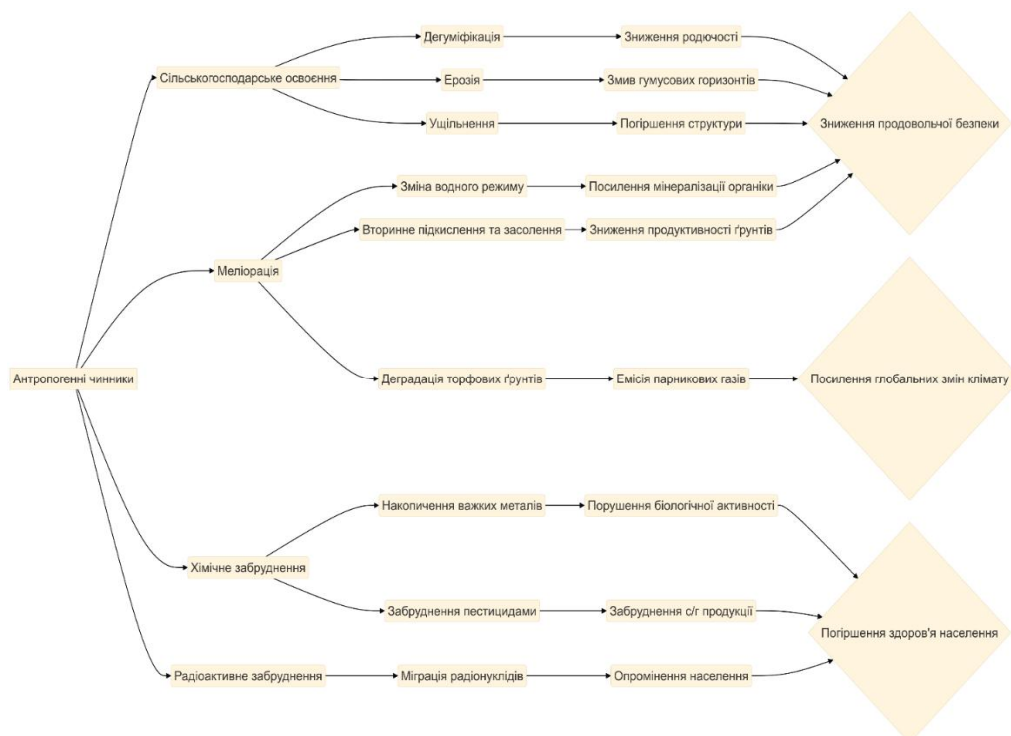 Дегуміфікація
Зниження родючості
Сільськогосподарське освоєння
Ерозія
Змив гумусових горизонтів
Ущільнення
Погіршення структури
Зниження продовольчої безпеки
Зміна водного режиму
Посилення мінералізації органіки
Вторинне підкислення та засолення
Зниження продуктивності ґрунтів
Меліорація
Антропогенні чинники
Деградація торфових ґрунтів
Емісія парникових газів
Посилення глобальних змін клімату
Накопичення важких металів
Порушення біологічної активності
Хімічне забруднення
Забруднення пестицидами
Забруднення с/г продукції
Погіршення здоров'я населення
Радіоактивне забруднення
Міграція радіонуклідів
Опромінення населення